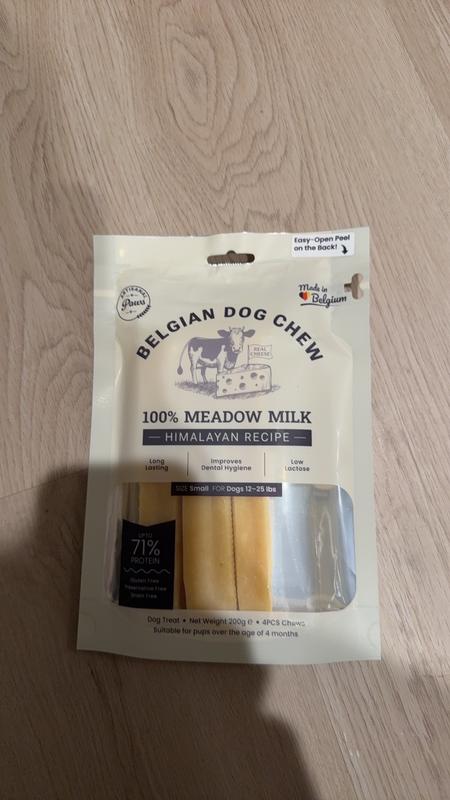 Easy-Open Peel
on the Back!
ARTISANAL
Paws
Made in
Belgium
BELGIAN DOG CHEW
REAL
CHEESE
100% MEADOW MILK
HIMALAYAN RECIPE
Long
Lasting
Improves
Dental Hygiene
Low
Lactose
SIZE Small FOR Dogs 12-25 lbs
UP TO
71%
PROTEIN
Gluten Free
Preservative Free
Grain Free
Dog Treat • Net Weight 200g ℮ • 4PCS Chews
Suitable for pups over the age of 4 months